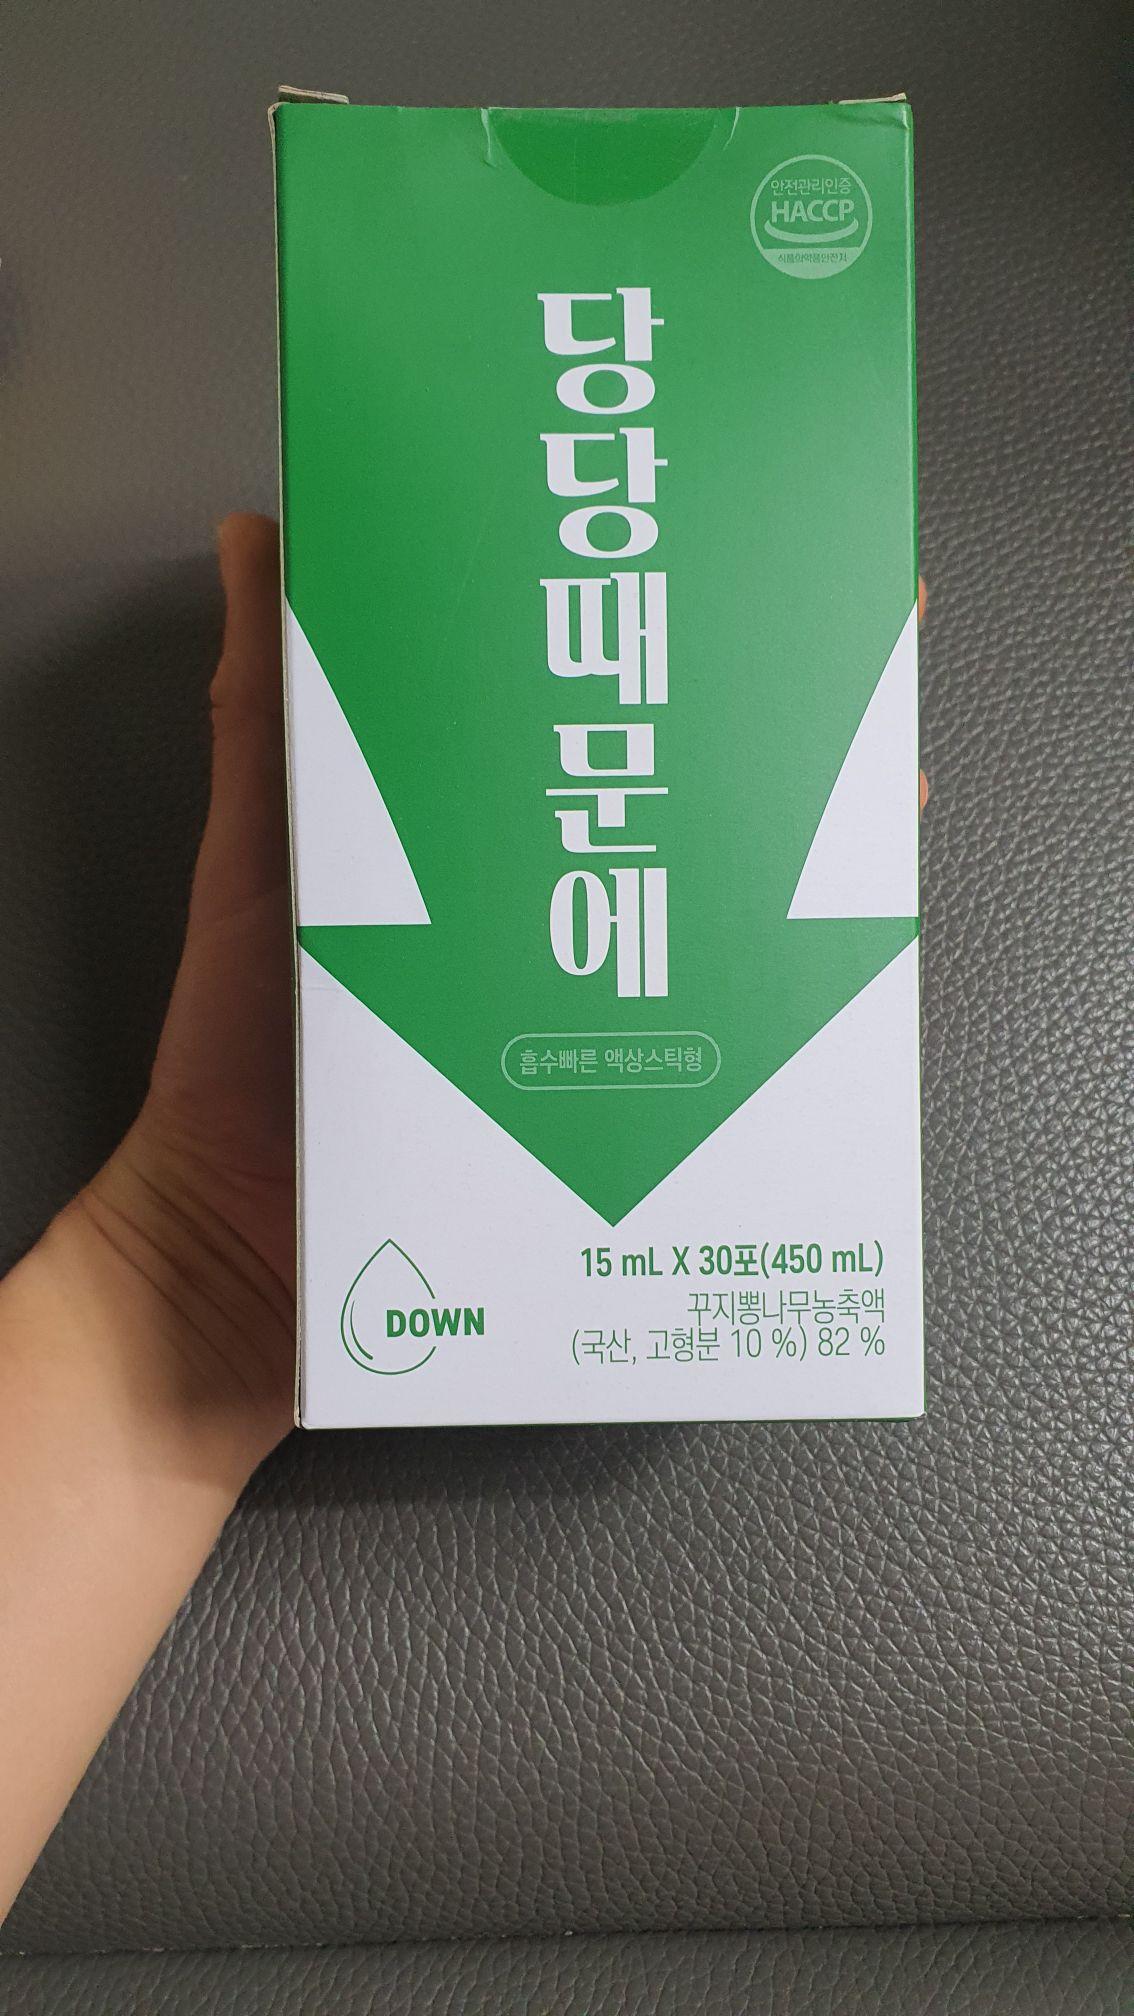 안전관리인증
HACCP
식품의약품안전처
당당때문에
흡수빠른 액상스틱형
15 mL X 30포(450 mL)
꾸지뽕나무농축액
(국산, 고형분 10 %) 82 %
DOWN